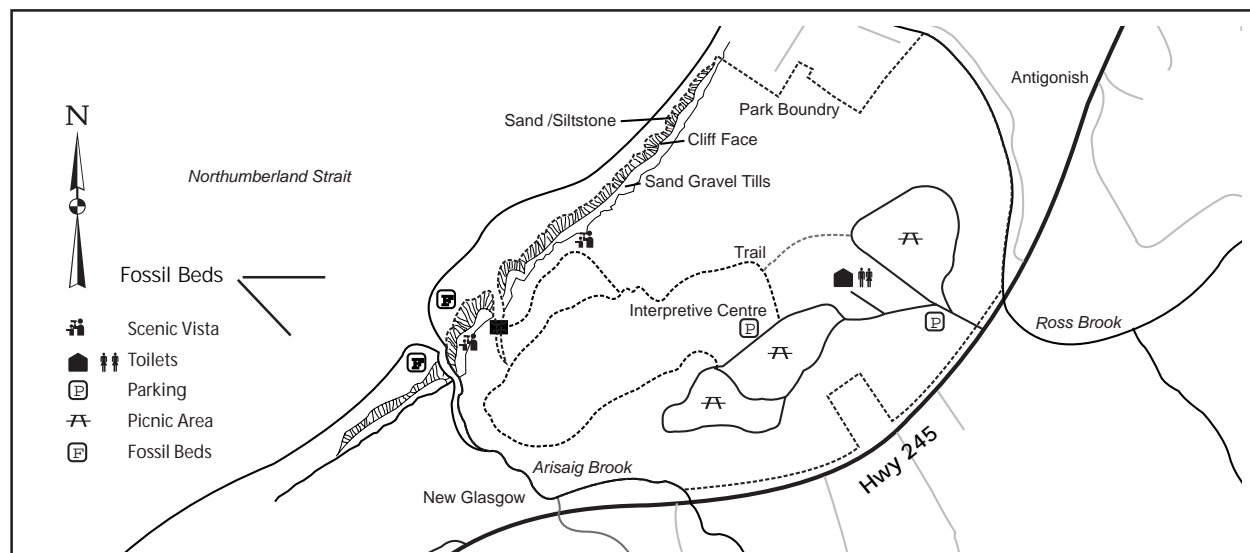 Antigonish
Park Boundry
N
Sand /Siltstone
Cliff Face
Northumberland Strait
Sand Gravel Tills
Trail
Fossil Beds
F
Interpretive Centre
P
P
Scenic Vista
Ross Brook
F
Toilets
P Parking
Picnic Area
F Fossil Beds
Hwy 245
Arisaig Brook
New Glasgow